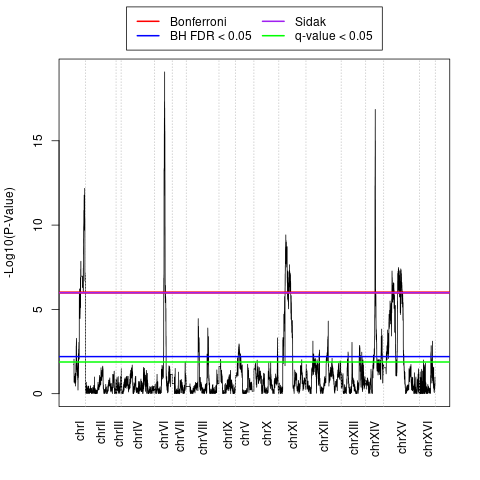 Bonferroni
Sidak
BH FDR < 0.05
q-value < 0.05
-Log10(P-Value)
15
10
5
0
chrI
chrII
chrIII
chrIV
chrVI
chrVII
chrVIII
chrIX
chrV
chrX
chrXI
chrXII
chrXIII
chrXIV
chrXV
chrXVI